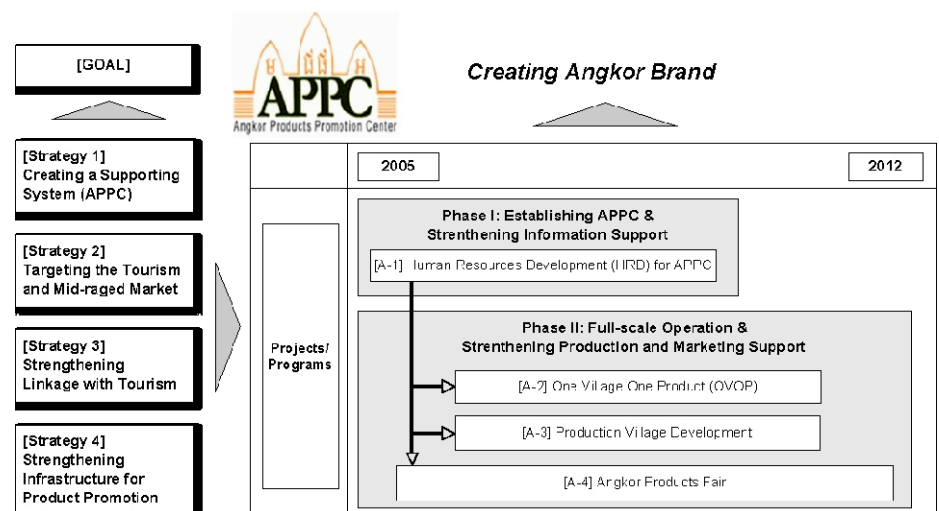 [GOAL]
ម ជ ជ អ
APPC
Angkor Products Promotion Center
Creating Angkor Brand
[Strategy 1]
Creating a Supporting
System (APPC)
[Strategy 2]
Targeting the Tourism
and Mid-raged Market
[Strategy 3]
Strengthening
Linkage with Tourism
[Strategy 4]
Strengthening
Infrastructure for
Product Promotion
Projects/
Programs
2005
2012
Phase I: Establishing APPC &
Strenthening Information Support
[A-1] Human Resources Development (HRD) for APPC
Phase II: Full-scale Operation &
Strenthening Production and Marketing Support
[A-2] One Village One Product (OVOP)
[A-3] Production Village Development
[A-4] Angkor Products Fair